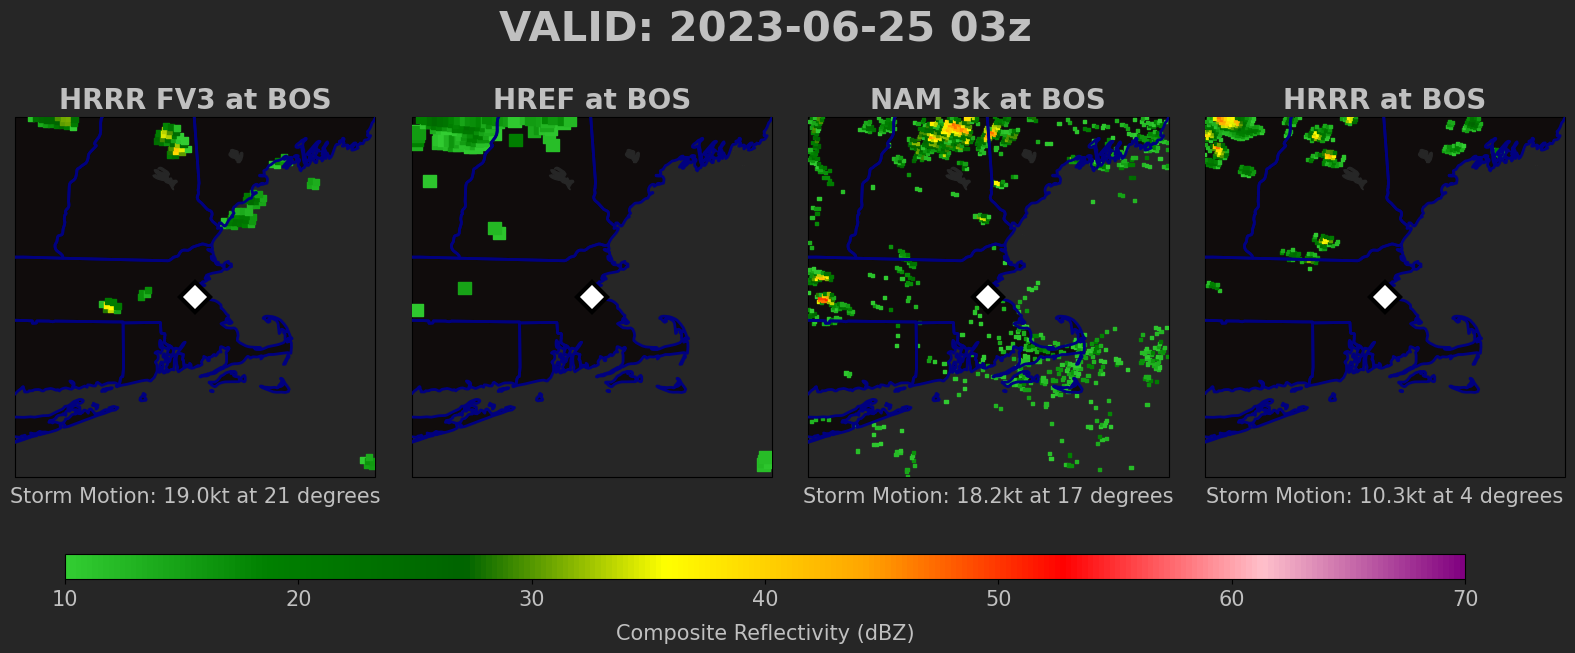 VALID: 2023-06-25 03z
HRRR FV3 at BOS
HREF at BOS
NAM 3k at BOS
HRRR at BOS
Storm Motion: 19.0kt at 21 degrees
Storm Motion: 18.2kt at 17 degrees
Storm Motion: 10.3kt at 4 degrees
10 20 30 40 50 60 70
Composite Reflectivity (dBZ)